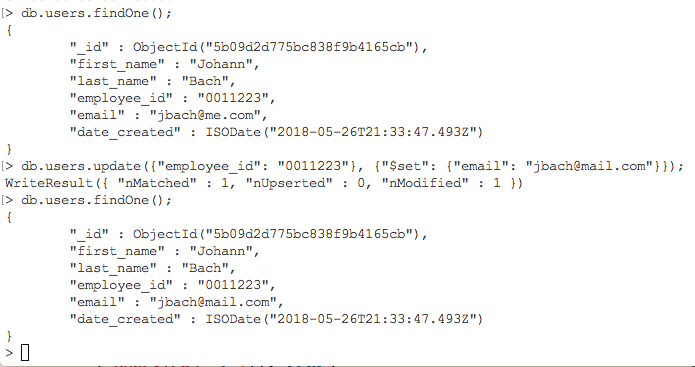 [> db.users.findOne();
{
"_id" : ObjectId("5b09d2d775bc838f9b4165cb"),
"first_name" : "Johann",
"last_name" : "Bach",
"employee_id" : "0011223",
"email" : "jbach@me.com",
"date_created" : ISODate("2018-05-26T21:33:47.493Z")
}
[> db.users.update({"employee_id": "0011223"}, {"$set": {"email": "jbach@mail.com"}});
WriteResult({ "nMatched" : 1, "nUpserted" : 0, "nModified" : 1 })
[> db.users.findOne();
{
"_id" : ObjectId("5b09d2d775bc838f9b4165cb"),
"first_name" : "Johann",
"last_name" : "Bach",
"employee_id" : "0011223",
"email" : "jbach@mail.com",
"date_created" : ISODate("2018-05-26T21:33:47.493Z")
}
>